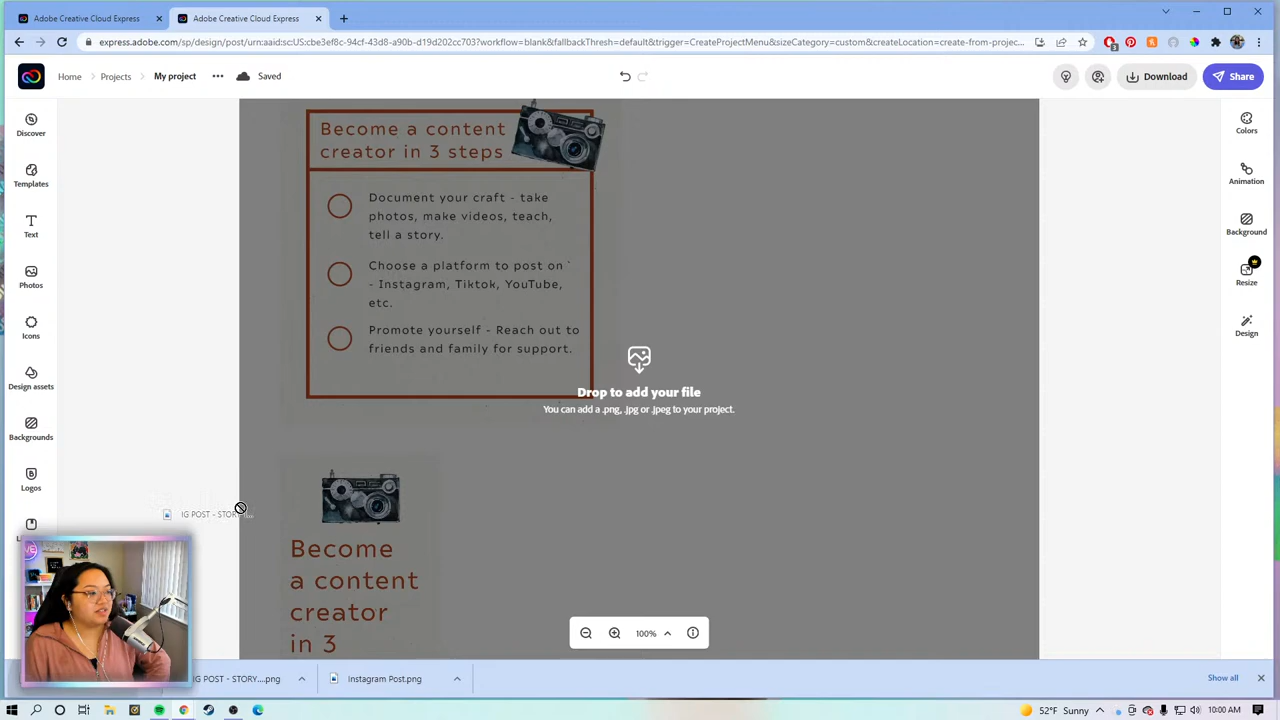 Adobe Creative Cloud Express
Adobe Creative Cloud Express
express.adobe.com/sp/design/post/urn:aaid:sc:US:cbe3ef8c-94cf-43d8-a90b-d19d202cc703?workflow=blank&fallbackThresh=default&trigger=CreateProjectMenu&sizeCategory=custom&createLocation=create-from-projec...
3
Home
Projects
My project
Saved
Download
Share
Discover
Templates
Text
Photos
Icons
Design assets
Backgrounds
Logos
Colors
Animation
Background
Resize
Design
Become a content
creator in 3 steps
Document your craft - take
photos, make videos, teach,
tell a story.
Choose a platform to post on `
- Instagram, Tiktok, YouTube,
etc.
Promote yourself - Reach out to
friends and family for support.
Drop to add your file
You can add a .png, .jpg or .jpeg to your project.
IG POST - STOR
Become
a content
creator
in 3
100%
IG POST - STORY....png
Instagram Post.png
Show all
52°F Sunny
10:00 AM